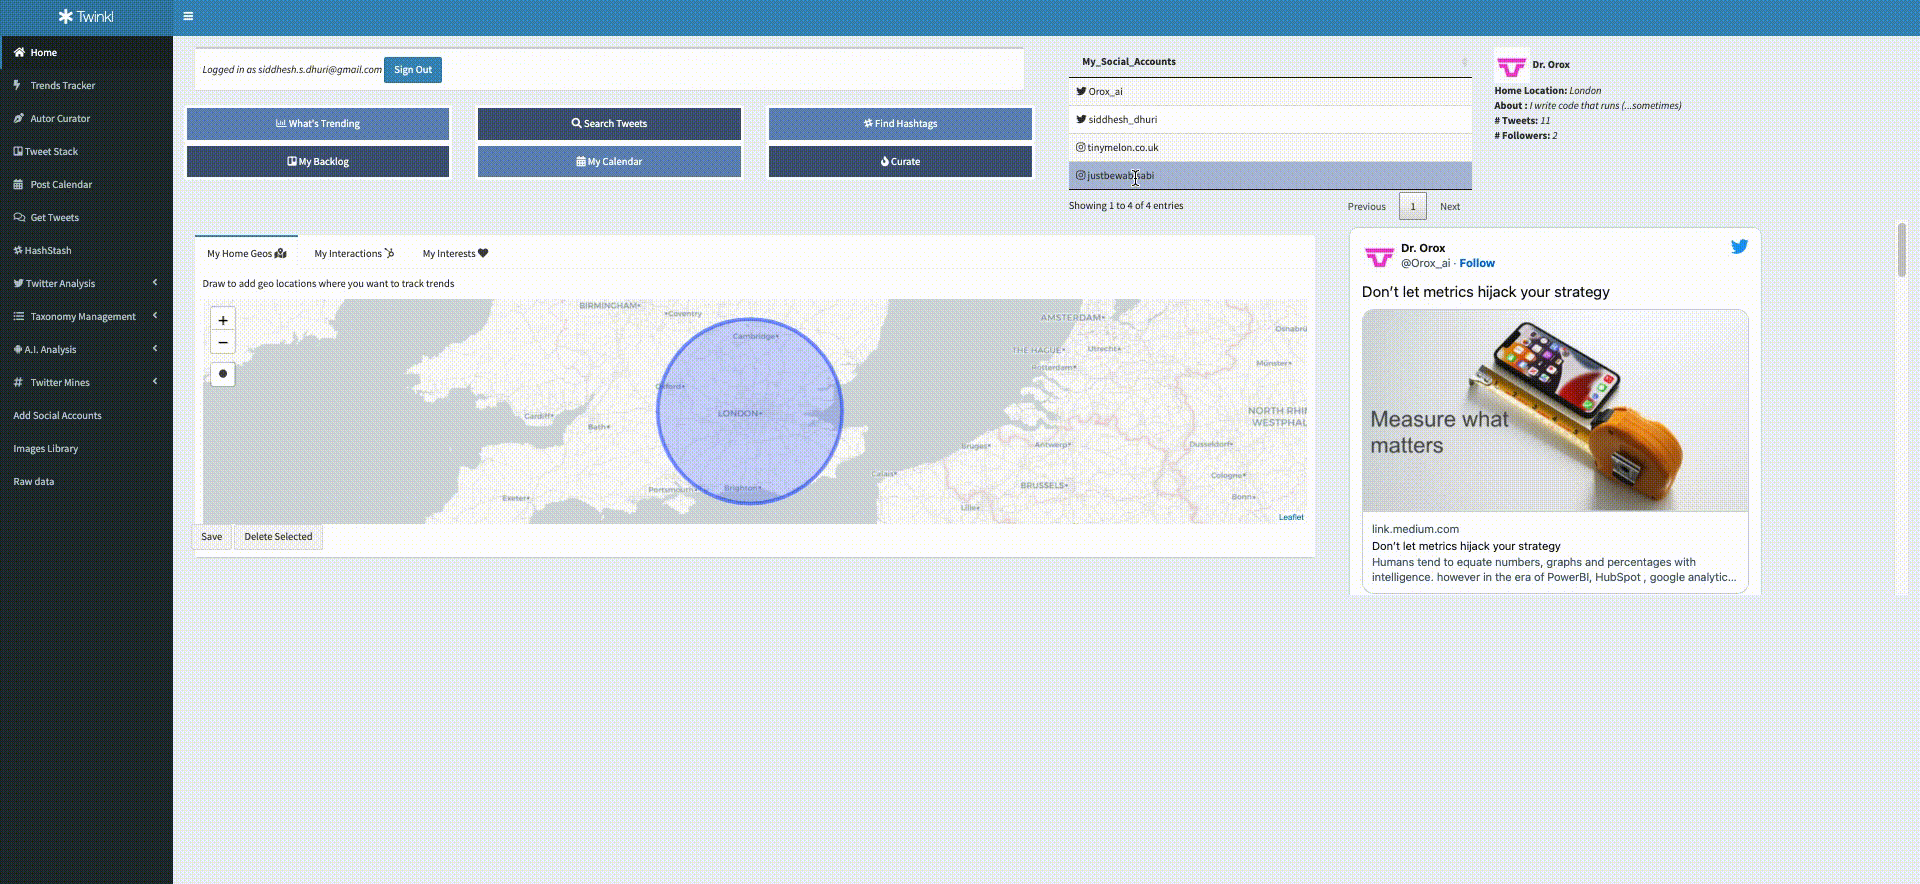 Twinkl
Home
Trends Tracker
Autor Curator
Tweet Stack
Post Calendar
Get Tweets
HashStash
Twitter Analysis
Taxonomy Management
A.I. Analysis
Twitter Mines
Add Social Accounts
Images Library
Raw data
Logged in as siddhesh.s.dhuri@gmail.com Sign Out
What's Trending
Search Tweets
Find Hashtags
My Backlog
My Calendar
Curate
My_Social_Accounts
Orox_ai
siddhesh_dhuri
tinymelon.co.uk
Showing 1 to 4 of 4 entries
Previous 1 Next
Dr. Orox
Home Location: London
About : I write code that runs (...sometimes)
# Tweets: 11
# Followers: 2
My Home Geos
My Interactions
My Interests
Draw to add geo locations where you want to track trends
+
−
BIRMINGHAM
Coventry
Cambridge
Oxford
LONDON
Cardiff
Bath
Exeter
Portsmouth
Brighton
AMSTERDAM
THE HAGUE
Utrecht
Rotterdam
Osnabru
Münster
NORTH RHIN
WESTPHAL
Bruges
Antwerp
Dusseldorf
Calais
Cologne
BRUSSELS
Bonn
Lille
Leaflet
Save
Delete Selected
Dr. Orox
@Orox_ai · Follow
Don't let metrics hijack your strategy
Measure what
matters
link.medium.com
Don't let metrics hijack your strategy
Humans tend to equate numbers, graphs and percentages with
intelligence. however in the era of PowerBI, HubSpot , google analytic...